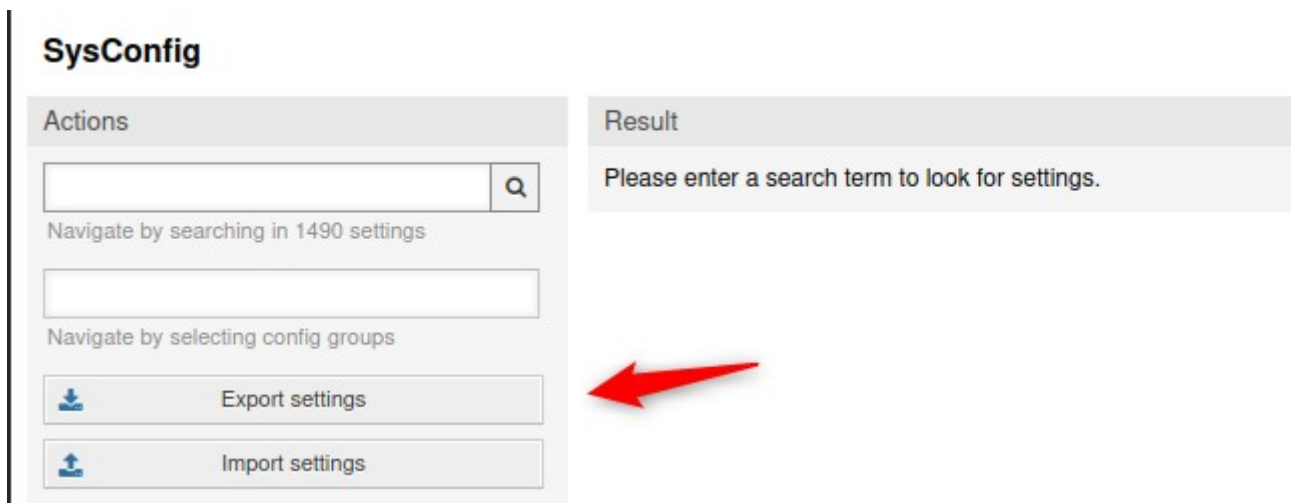 SysConfig
Actions
Navigate by searching in 1490 settings
Navigate by selecting config groups
Export settings
Import settings
Result
Please enter a search term to look for settings.